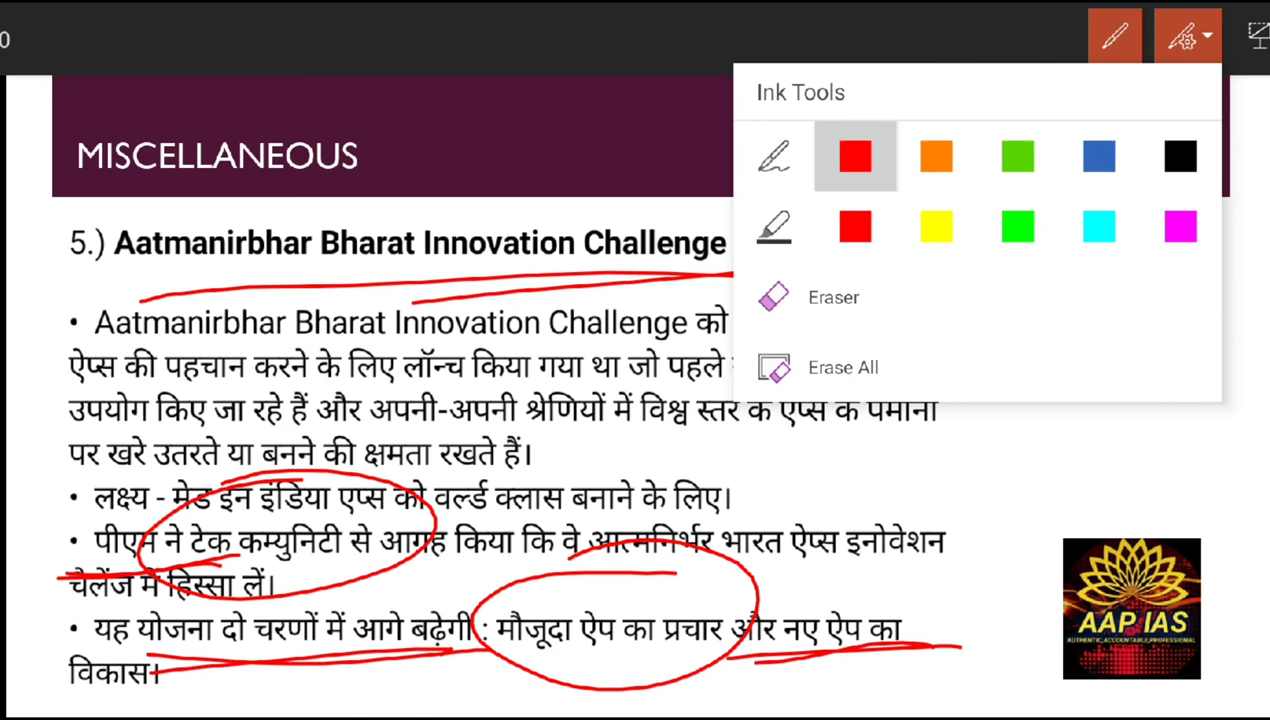 0
Ink Tools
MISCELLANEOUS
5.) Aatmanirbhar Bharat Innovation Challenge
Eraser
• Aatmanirbhar Bharat Innovation Challenge को
ऐप्स की पहचान करने के लिए लॉन्च किया गया था जो पहले
Erase All
उपयोग किए जा रहे हैं और अपनी-अपनी श्रेणियों में विश्व स्तर के ऐप्स के पैमाना
पर खरे उतरते या बनने की क्षमता रखते हैं।
• लक्ष्य - मेड इन इंडिया एप्स को वर्ल्ड क्लास बनाने के लिए।
• पीएम ने टेक कम्युनिटी से आग्रह किया कि वे आत्मनिर्भर भारत ऐप्स इनोवेशन
चैलेंज में हिस्सा लें।
• यह योजना दो चरणों में आगे बढ़ेगी : मौजूदा ऐप का प्रचार और नए ऐप का
विकास।
AAP IAS
AUTHENTIC,ACCOUNTABLE,PROFESSIONAL